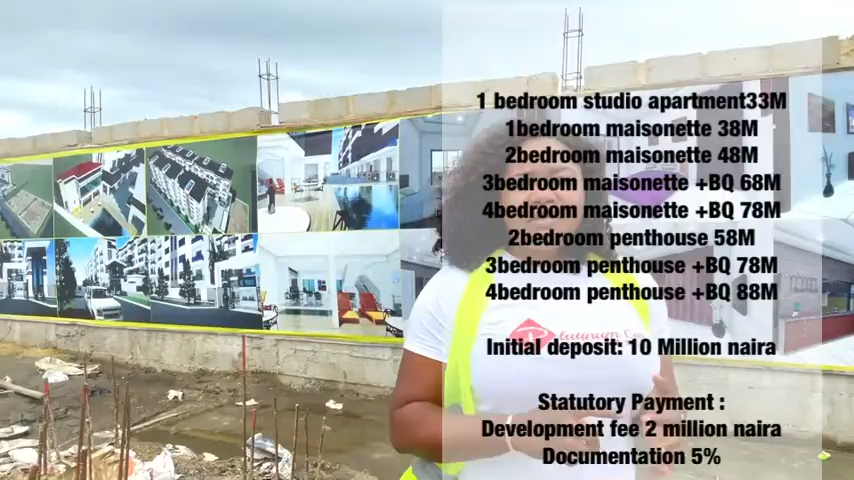 1 bedroom studio apartment33M
1bedroom maisonette 38M
2bedroom maisonette 48M
3bedroom maisonette +BQ 68M
4bedroom maisonette +BQ 78M
2bedroom penthouse 58M
3bedroom penthouse +BQ 78M
4bedroom penthouse +BQ 88M
Initial deposit: 10 Million naira
Statutory Payment :
Development fee 2 million naira
Documentation 5%